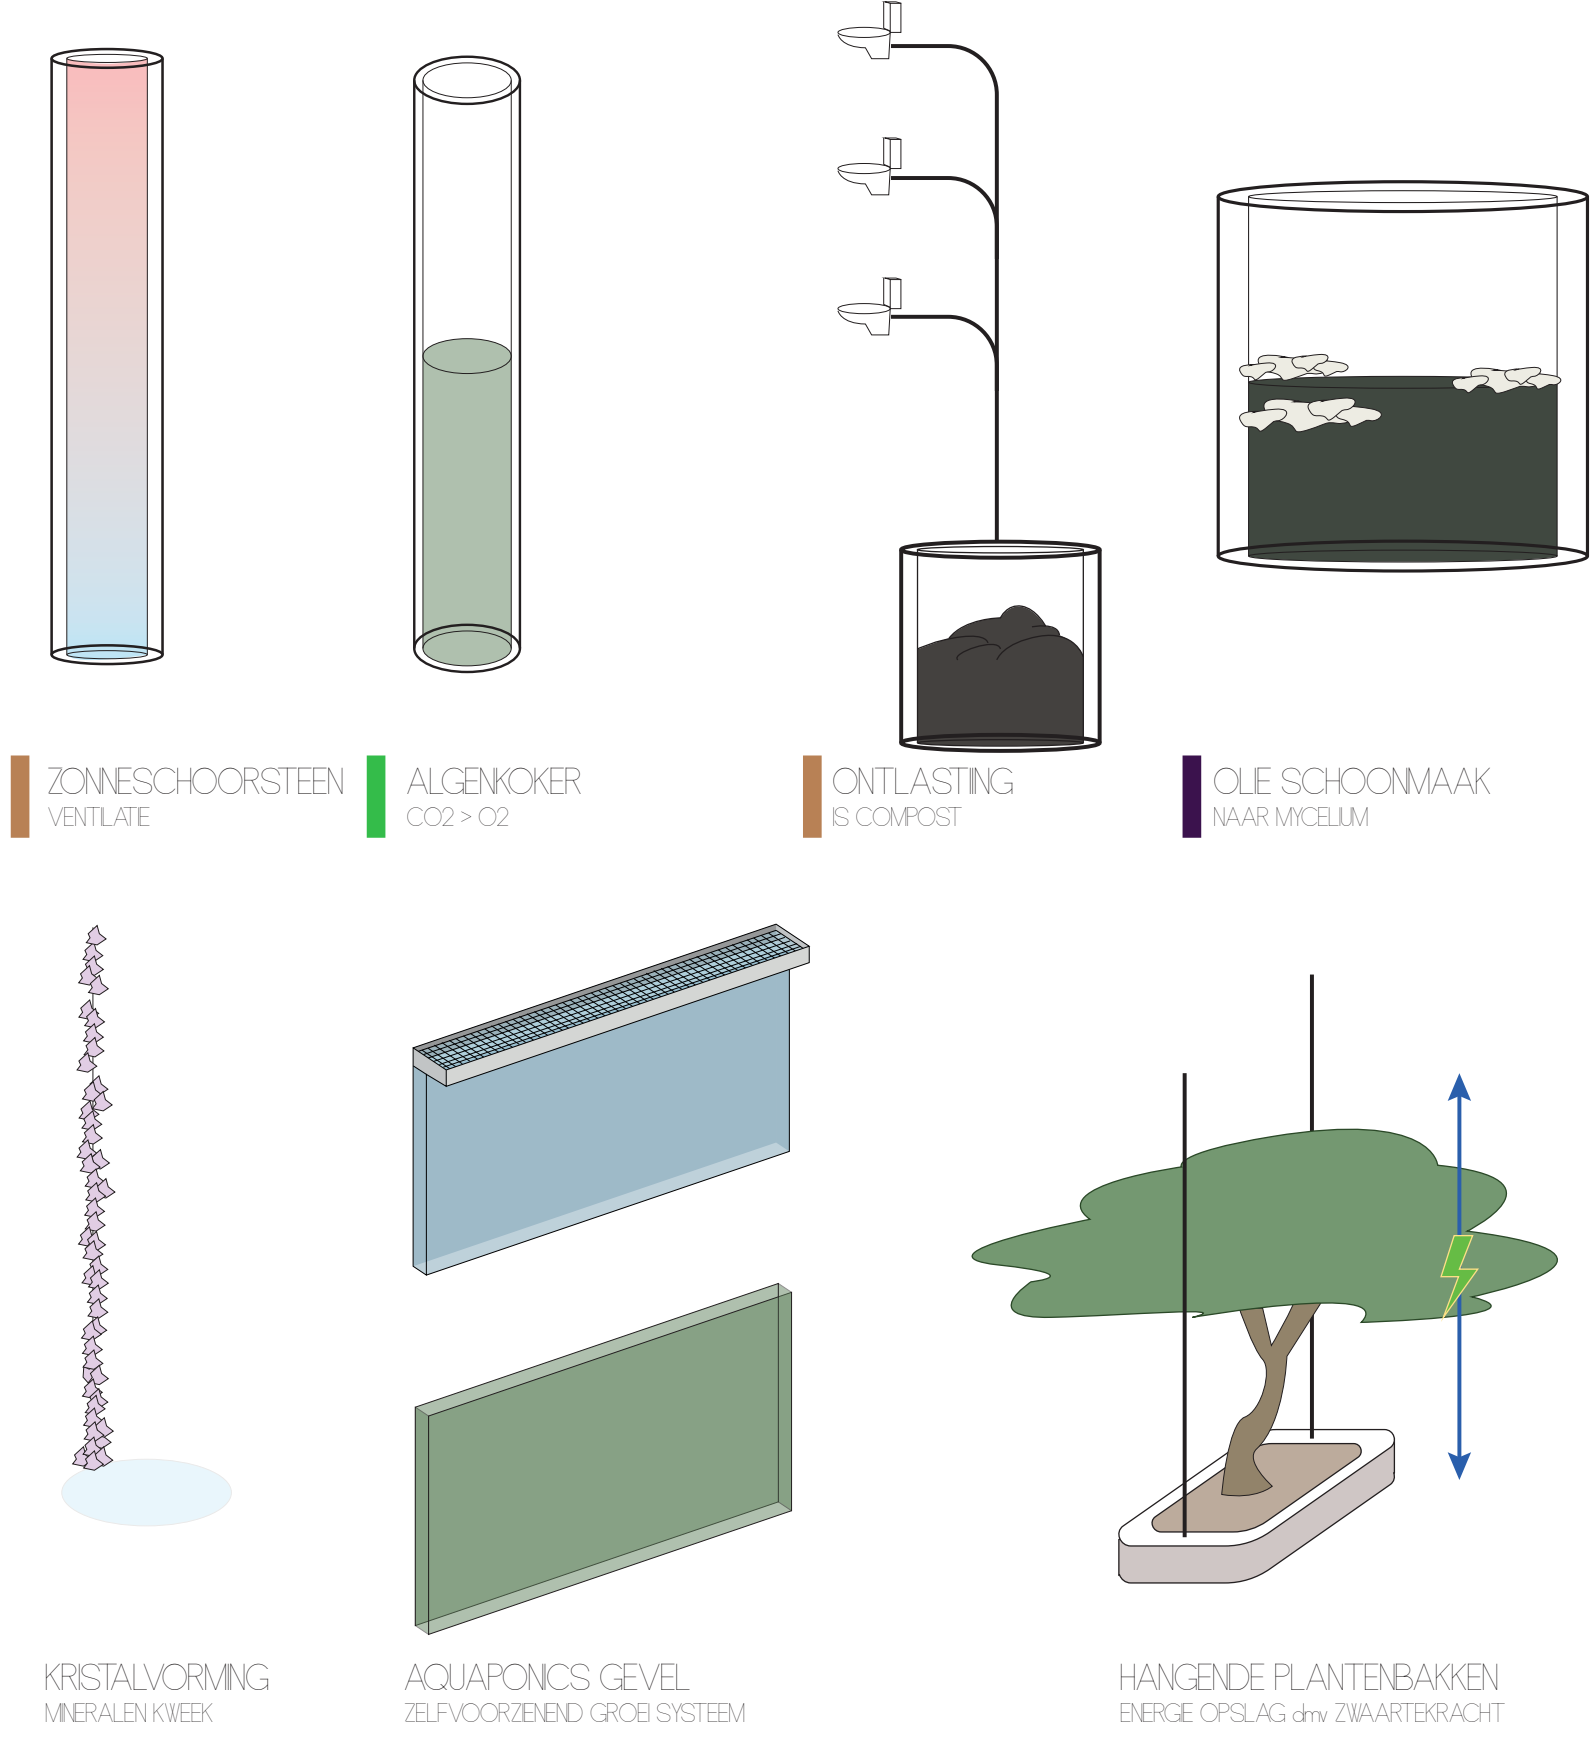 ZONNESCHOORSTEEN
VENTILATIE
ALGENKOKER
CO2 > O2
ONTLASTING
IS COMPOST
OLIE SCHOONMAAK
NAAR MYCELIUM
KRISTALVORMING
MINERALEN KWEEK
AQUAPONICS GEVEL
ZELFVOORZIENEND GROEI SYSTEEM
HANGENDE PLANTENBAKKEN
ENERGIE OPSLAG dmv ZWAARTEKRACHT